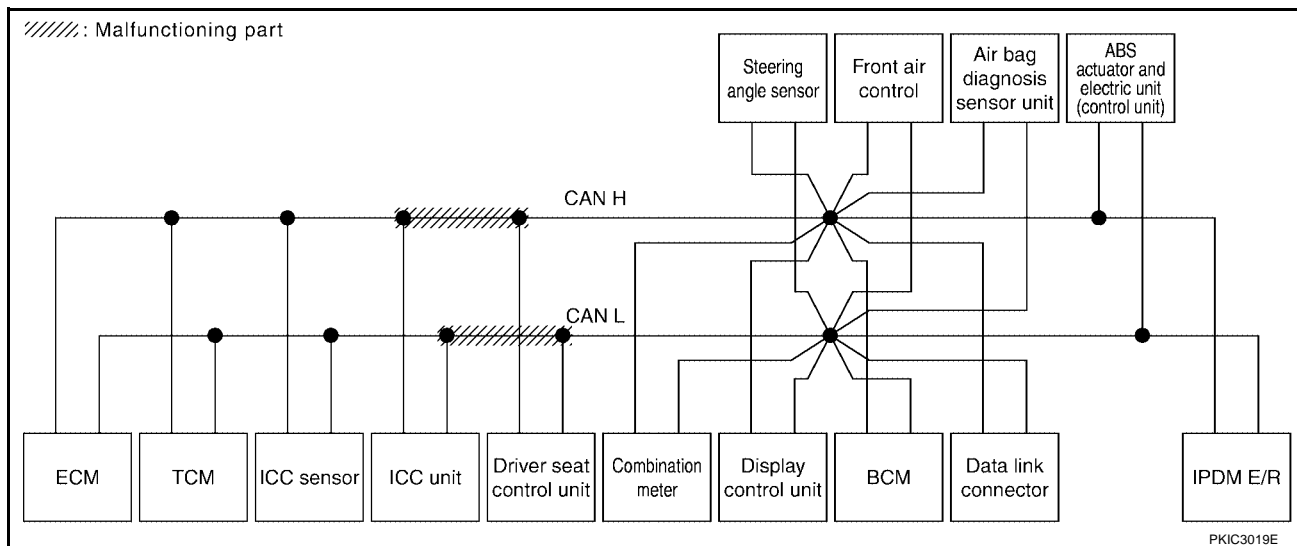 : Malfunctioning part
Steering
angle sensor
Front air
control
Air bag
diagnosis
sensor unit
ABS
actuator and
electric unit
(control unit)
CAN H
CAN L
ECM
TCM
ICC sensor
ICC unit
Driver seat
control unit
Combination
meter
Display
control unit
BCM
Data link
connector
IPDM E/R
PKIC3019E